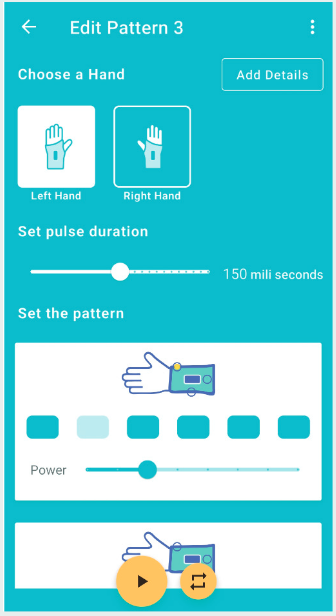 Edit Pattern 3
Choose a Hand
Add Details
Left Hand
Right Hand
Set pulse duration
150 mili seconds
Set the pattern
Power